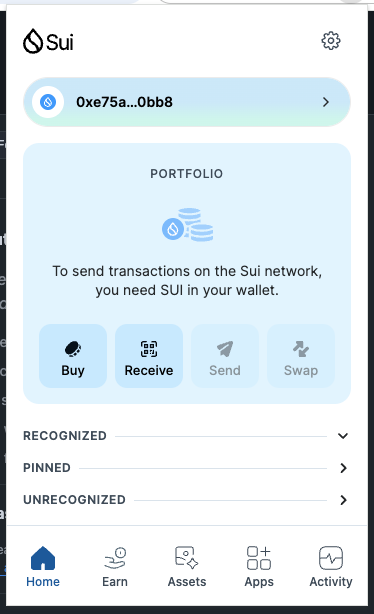 Sui
0xe75a...0bb8
PORTFOLIO
To send transactions on the Sui network,
you need SUI in your wallet.
Buy
Receive
Send
Swap
RECOGNIZED
PINNED
UNRECOGNIZED
Home
Earn
Assets
Apps
Activity